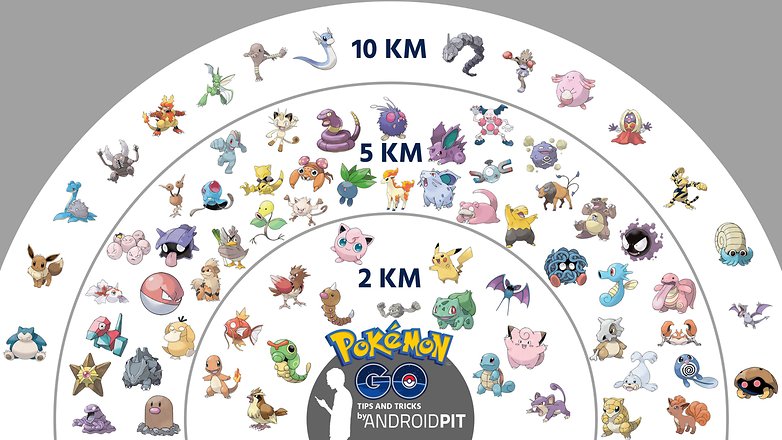 10 KM
5 KM
2 KM
POKéMON
GO
TIPS AND TRICKS
by ANDROIDPIT